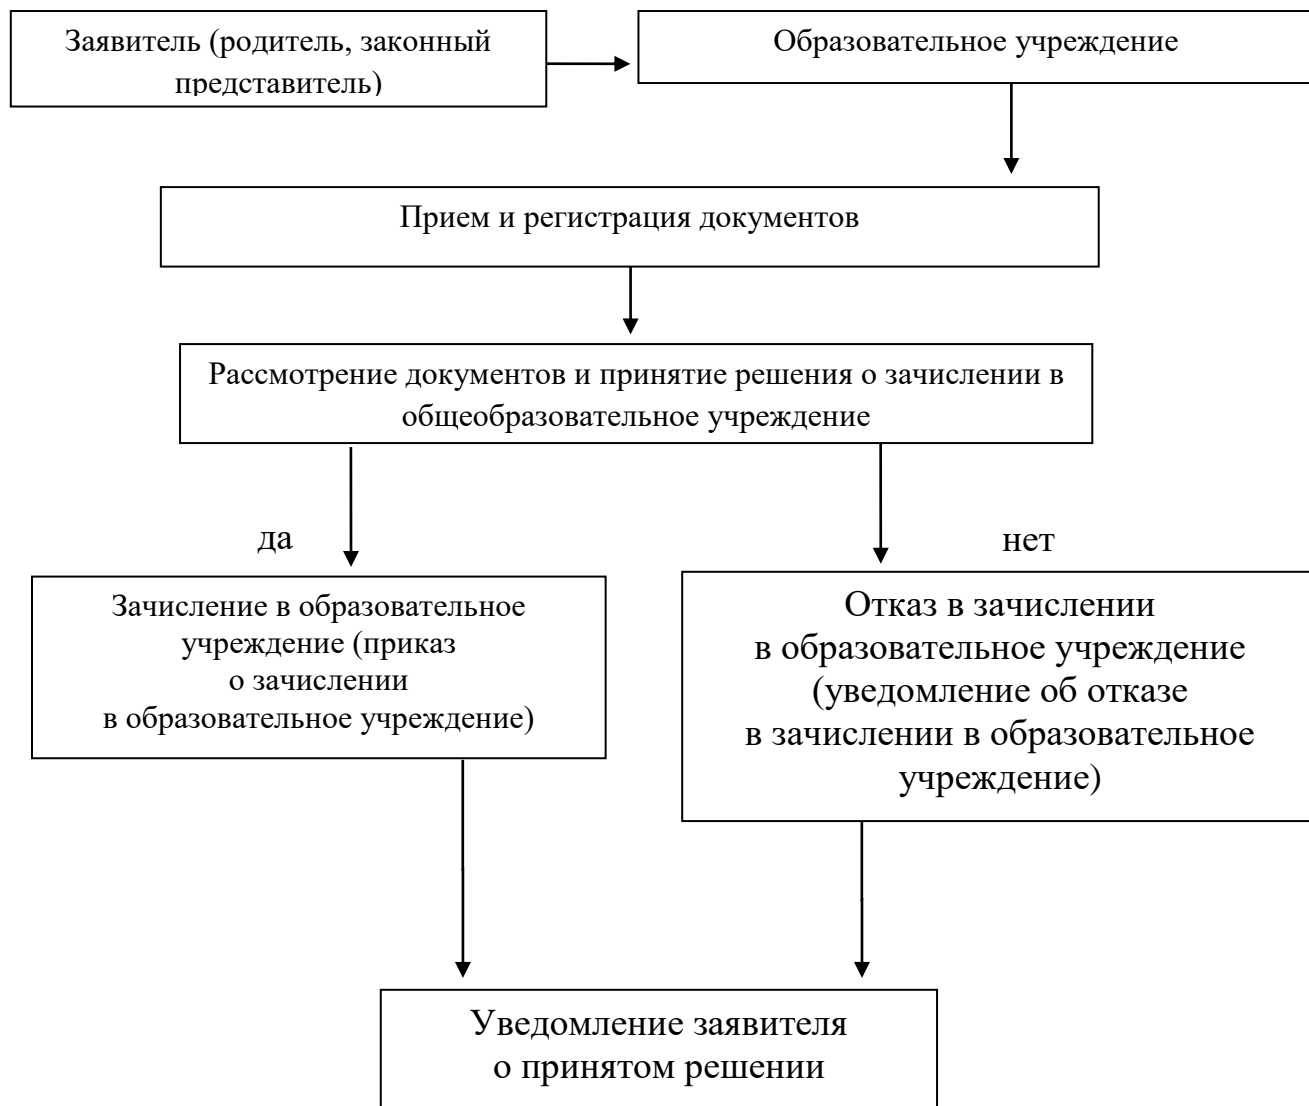 Заявитель (родитель, законный
представитель)
Образовательное учреждение
Прием и регистрация документов
Рассмотрение документов и принятие решения о зачислении в
общеобразовательное учреждение
да
нет
Зачисление в образовательное
учреждение (приказ
о зачислении
в образовательное учреждение)
Отказ в зачислении
в образовательное учреждение
(уведомление об отказе
в зачислении в образовательное
учреждение)
Уведомление заявителя
о принятом решении